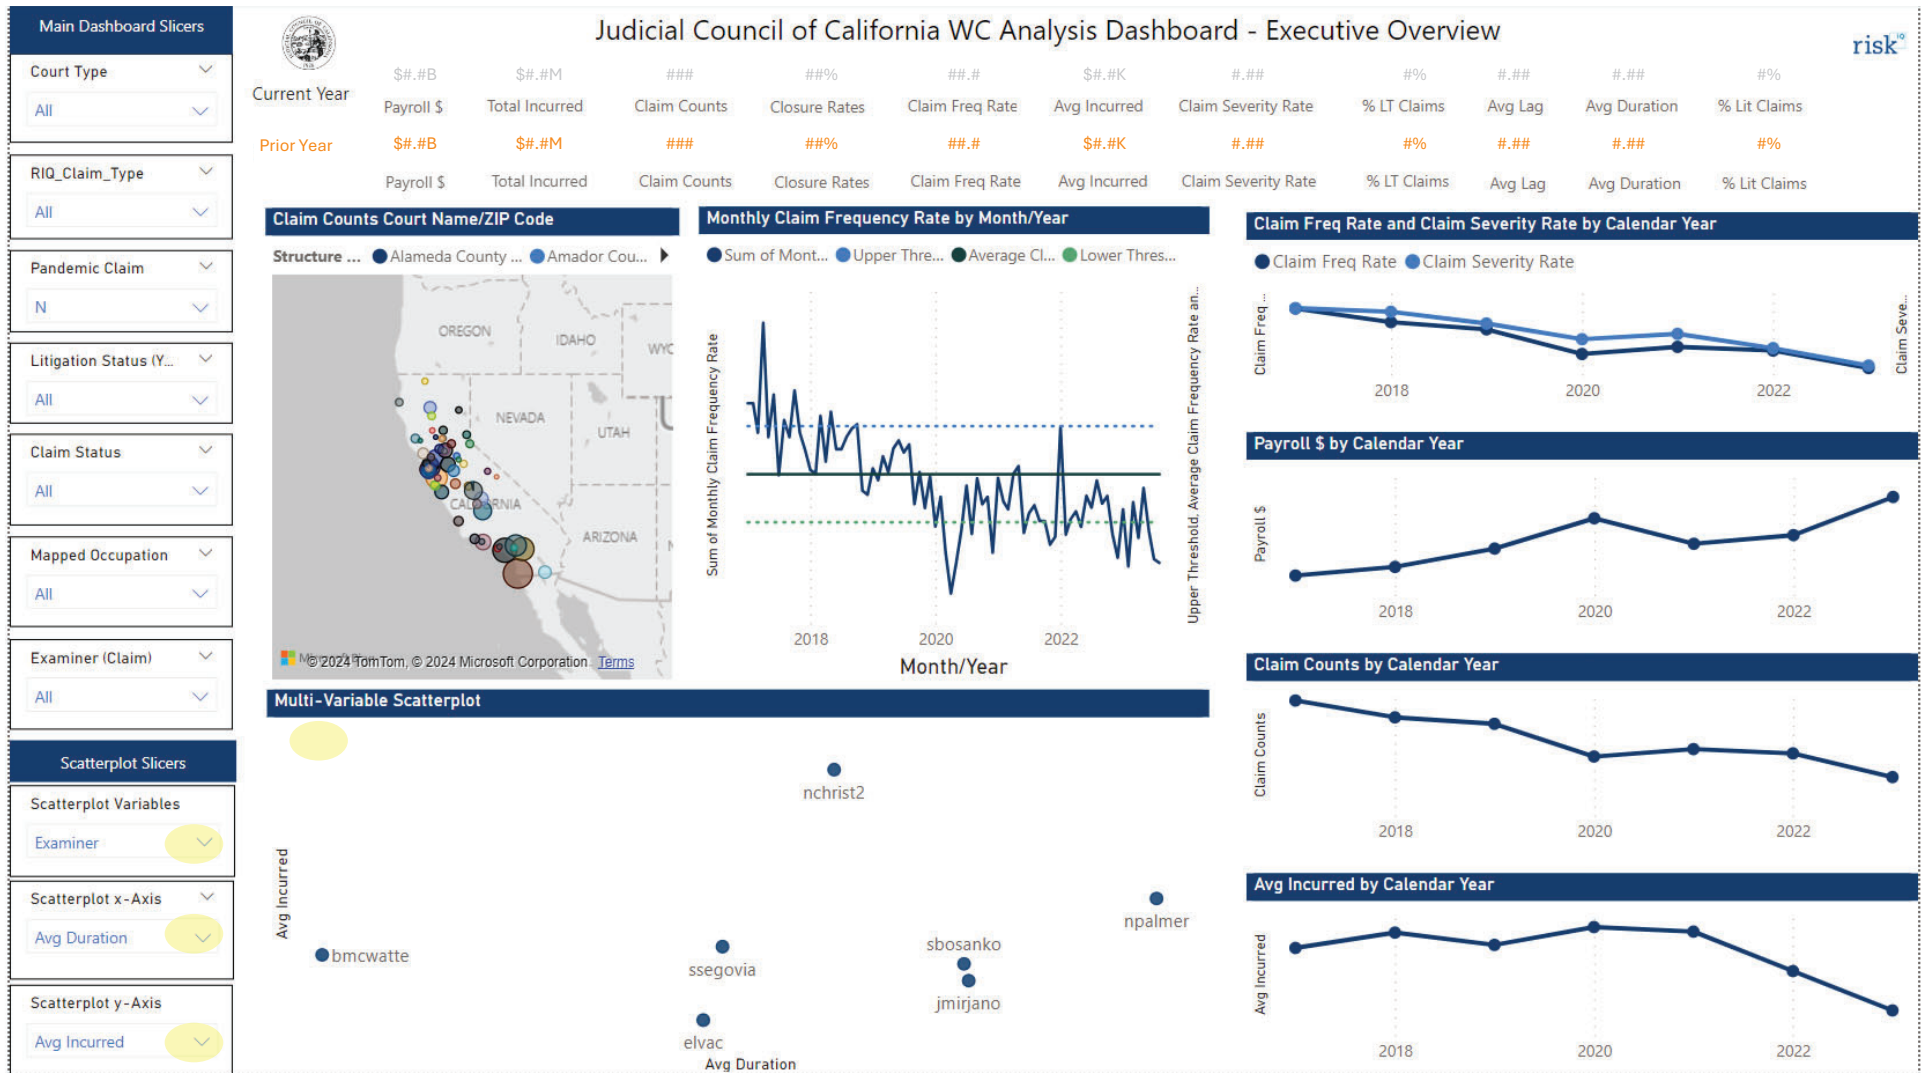 Main Dashboard Slicers
Court Type
All
RIQ_Claim_Type
All
Pandemic Claim
N
Litigation Status (Y...
All
Claim Status
All
Mapped Occupation
All
Examiner (Claim)
All
Scatterplot Slicers
Scatterplot Variables
Examiner
Scatterplot x-Axis
Avg Duration
Scatterplot y-Axis
Avg Incurred
Judicial Council of California WC Analysis Dashboard - Executive Overview
risk IQ
Current Year
$#.#B $#.#M ### ##% ##.# $#.#K #.## #% #.## #.## #%
Payroll $ Total Incurred Claim Counts Closure Rates Claim Freq Rate Avg Incurred Claim Severity Rate % LT Claims Avg Lag Avg Duration % Lit Claims
Prior Year $#.#B $#.#M ### ##% ##.# $#.#K #.## #% #.## #.## #%
Payroll $ Total Incurred Claim Counts Closure Rates Claim Freq Rate Avg Incurred Claim Severity Rate % LT Claims Avg Lag Avg Duration % Lit Claims
Claim Counts Court Name/ZIP Code
Structure ... Alameda County ... Amador Cou...
OREGON
IDAHO
WYO
NEVADA
UTAH
CALIFORNIA
ARIZONA
© 2024 TomTom, © 2024 Microsoft Corporation Terms
Monthly Claim Frequency Rate by Month/Year
Sum of Mont... Upper Thre... Average Cl... Lower Thres...
Sum of Monthly Claim Frequency Rate
Upper Threshold, Average Claim Frequency Rate an...
2018 2020 2022
Month/Year
Multi-Variable Scatterplot
Avg Incurred
nchrist2
npalmer
bmcwatte
ssegovia
sbosanko
jmirjano
elvac
Avg Duration
Claim Freq Rate and Claim Severity Rate by Calendar Year
Claim Freq Rate Claim Severity Rate
Claim Freq ...
Claim Seve...
2018 2020 2022
Payroll $ by Calendar Year
Payroll $
2018 2020 2022
Claim Counts by Calendar Year
Claim Counts
2018 2020 2022
Avg Incurred by Calendar Year
Avg Incurred
2018 2020 2022